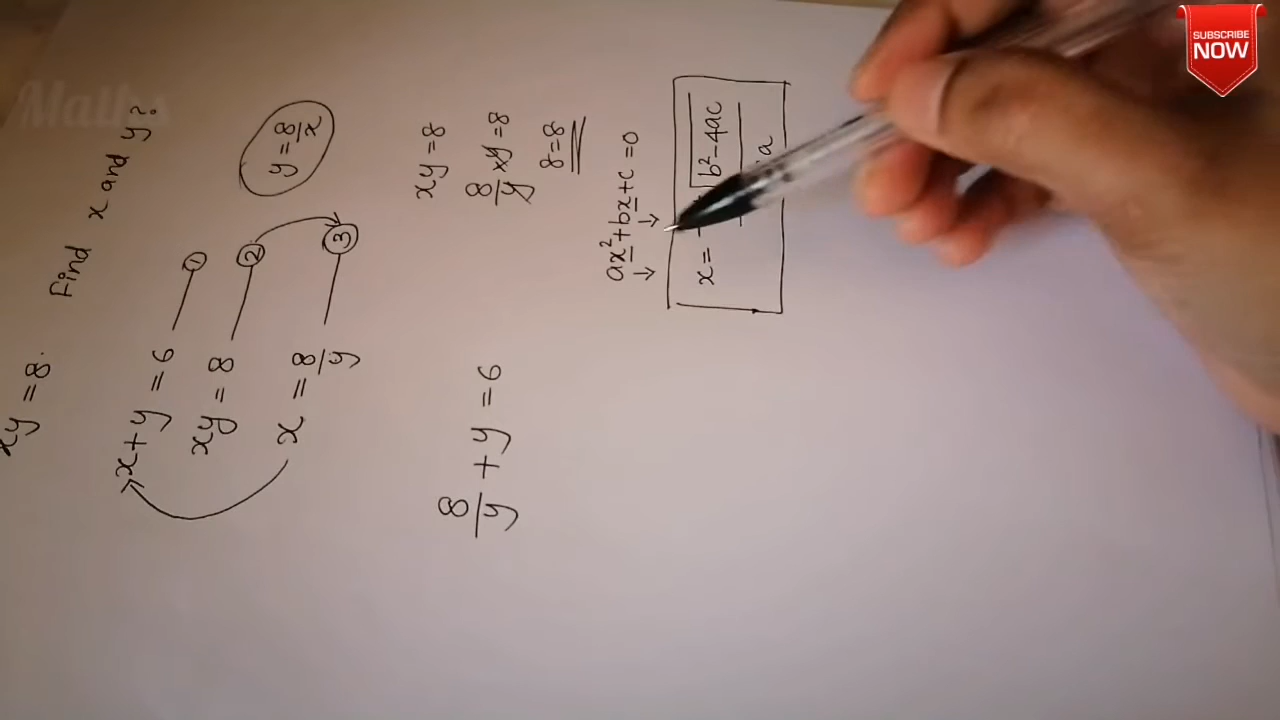 Maths
SUBSCRIBE
NOW
xy = 8. Find x and y?
x+y = 6 — ①
xy = 8 — ②
x = 8/y — ③
y = 8/x
8/y + y = 6
xy = 8
8/y × y = 8
8 = 8
ax²+bx+c=0
x =
b²-4ac
a